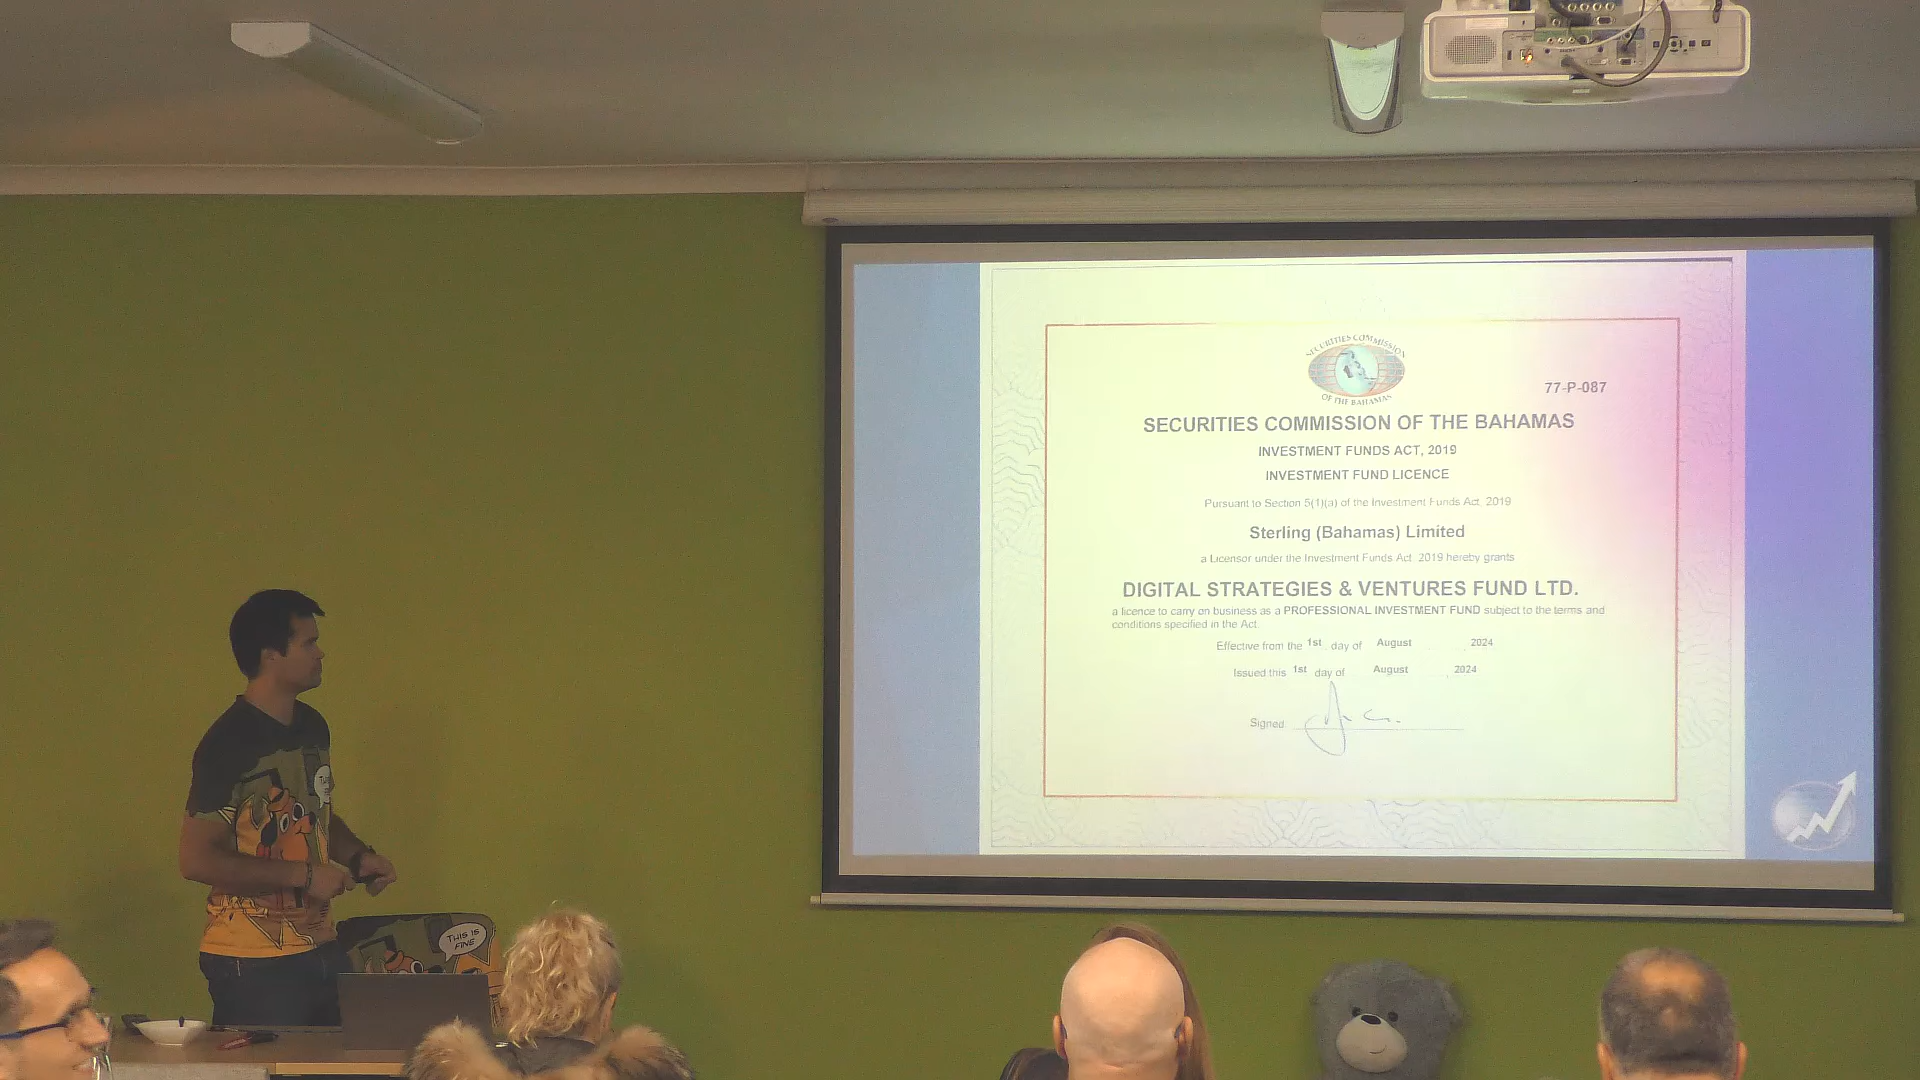 SECURITIES COMMISSION
OF THE BAHAMAS
77-P-087
SECURITIES COMMISSION OF THE BAHAMAS
INVESTMENT FUNDS ACT, 2019
INVESTMENT FUND LICENCE
Pursuant to Section 5(1)(a) of the Investment Funds Act, 2019
Sterling (Bahamas) Limited
a Licensor under the Investment Funds Act, 2019 hereby grants
DIGITAL STRATEGIES & VENTURES FUND LTD.
a licence to carry on business as a PROFESSIONAL INVESTMENT FUND subject to the terms and
conditions specified in the Act.
Effective from the 1st day of August, 2024
Issued this 1st day of August, 2024
Signed
THIS IS
FINE